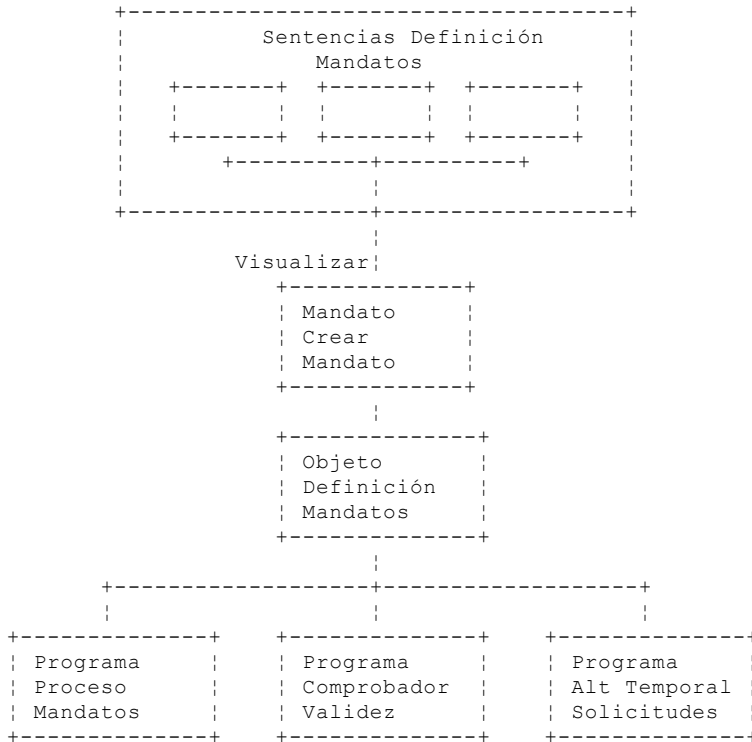 Sentencias Definición
Mandatos
Visualizar
Mandato
Crear
Mandato
Objeto
Definición
Mandatos
Programa
Proceso
Mandatos
Programa
Comprobador
Validez
Programa
Alt Temporal
Solicitudes